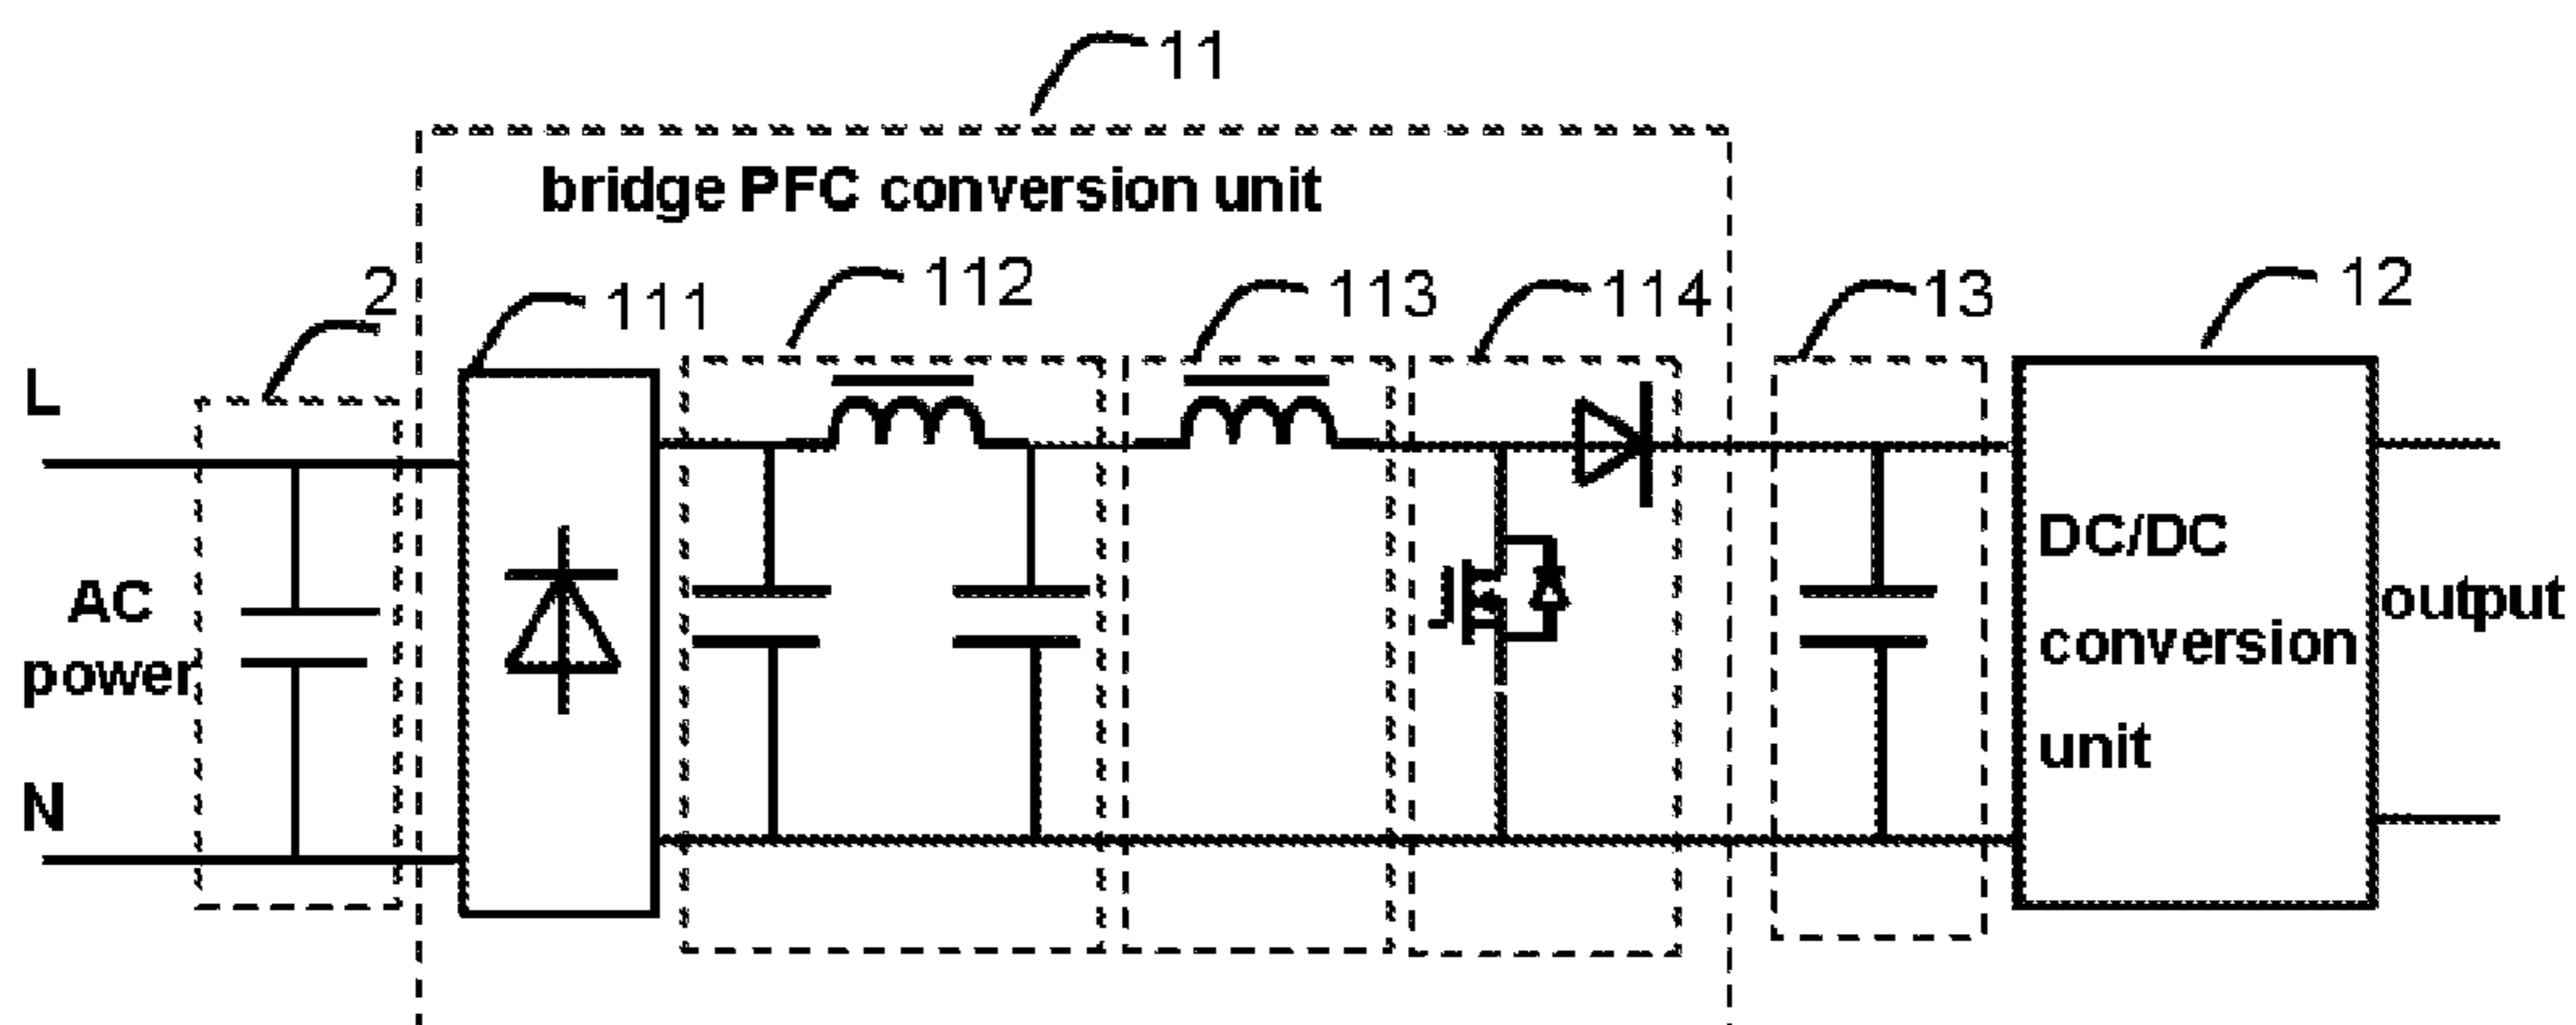 11
bridge PFC conversion unit
2
111
112
113
114
13
12
L
AC
power
N
DC/DC
conversion
unit
output